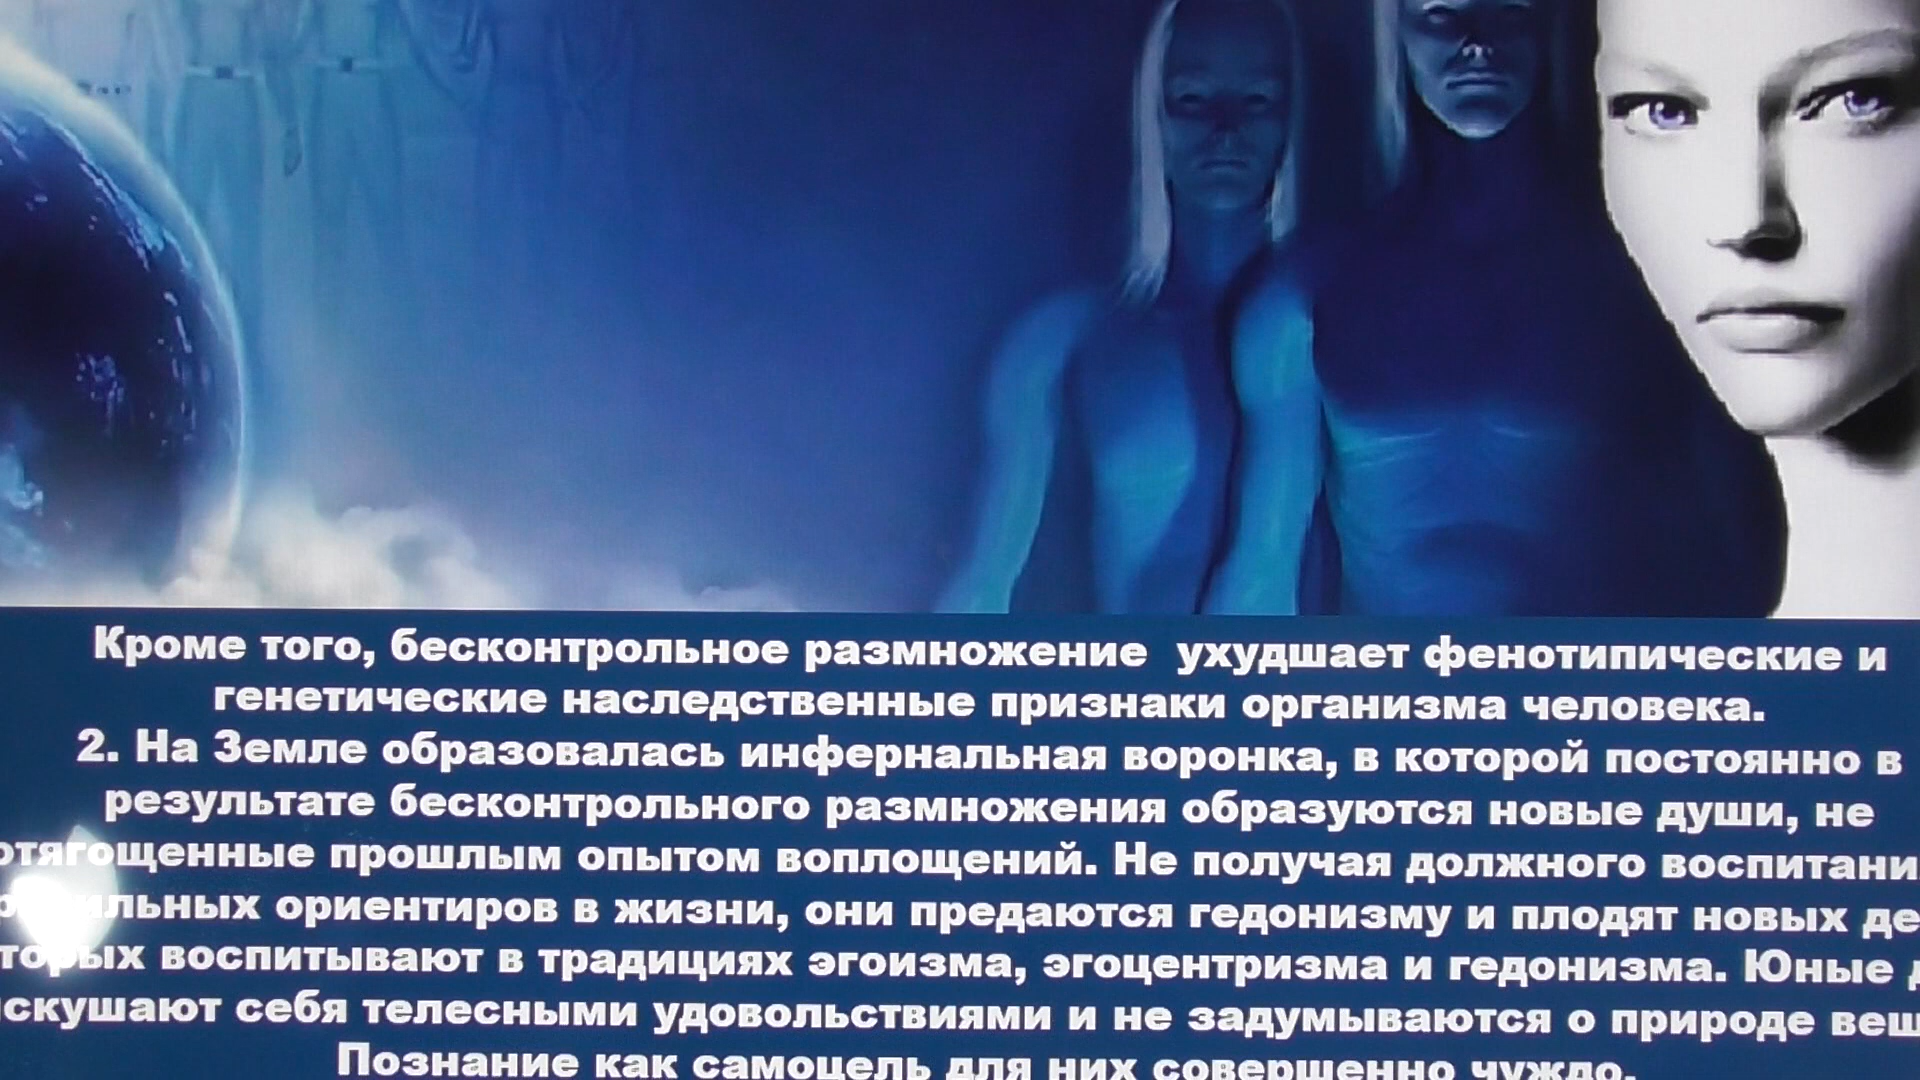 Кроме того, бесконтрольное размножение ухудшает фенотипические и
генетические наследственные признаки организма человека.
2. На Земле образовалась инфернальная воронка, в которой постоянно в
результате бесконтрольного размножения образуются новые души, не
отягощенные прошлым опытом воплощений. Не получая должного
ориентиров в жизни, они предаются гедонизму и плодят новых
воспитывают в традициях эгоизма, эгоцентризма и гедонизма. Юные
искушают себя телесными удовольствиями и не задумываются о природе
Познание как самоцель для них совершенно чуждо.